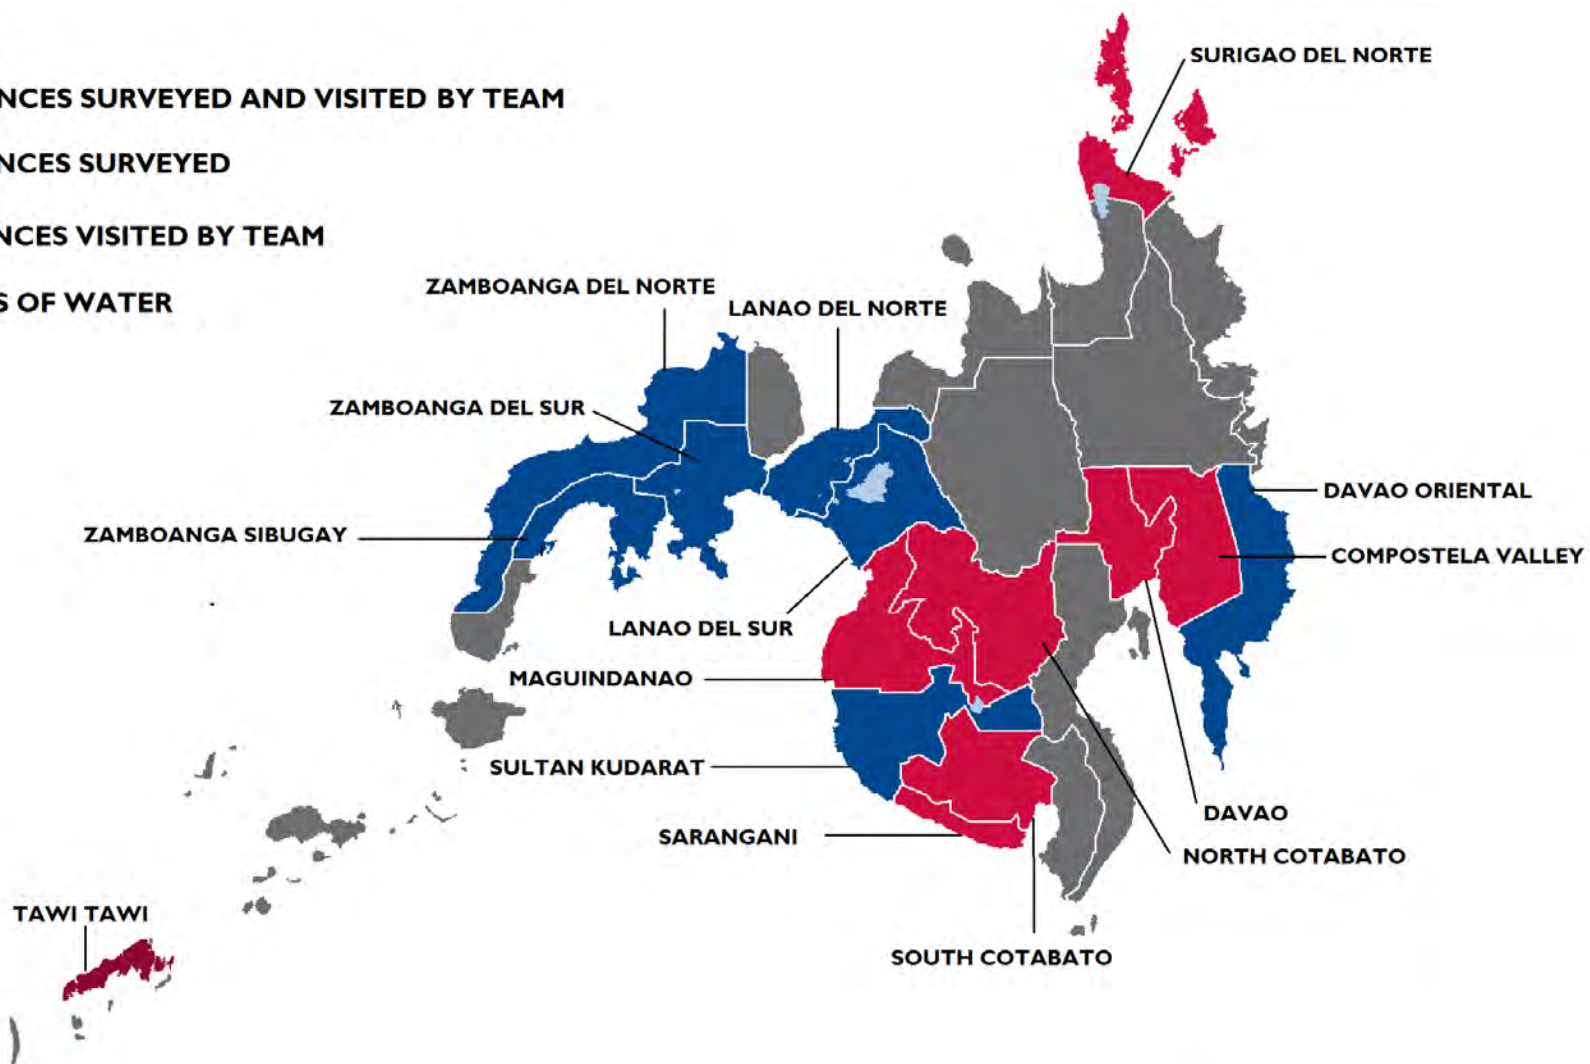 NCES SURVEYED AND VISITED BY TEAM
NCES SURVEYED
NCES VISITED BY TEAM
S OF WATER
SURIGAO DEL NORTE
ZAMBOANGA DEL NORTE
LANAO DEL NORTE
ZAMBOANGA DEL SUR
DAVAO ORIENTAL
ZAMBOANGA SIBUGAY
COMPOSTELA VALLEY
LANAO DEL SUR
MAGUINDANAO
SULTAN KUDARAT
DAVAO
SARANGANI
NORTH COTABATO
TAWI TAWI
SOUTH COTABATO